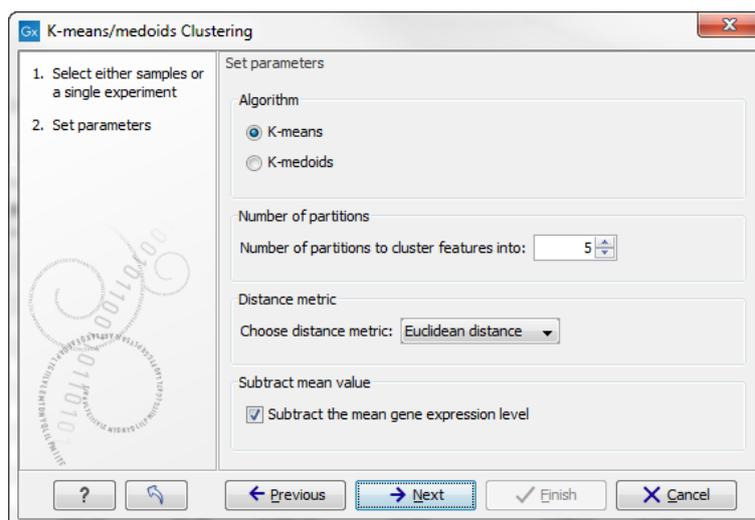 Gx K-means/medoids Clustering
1. Select either samples or
a single experiment
2. Set parameters
Set parameters
Algorithm
K-means
K-medoids
Number of partitions
Number of partitions to cluster features into: 5
Distance metric
Choose distance metric: Euclidean distance
Subtract mean value
Subtract the mean gene expression level
? Previous Next Finish Cancel